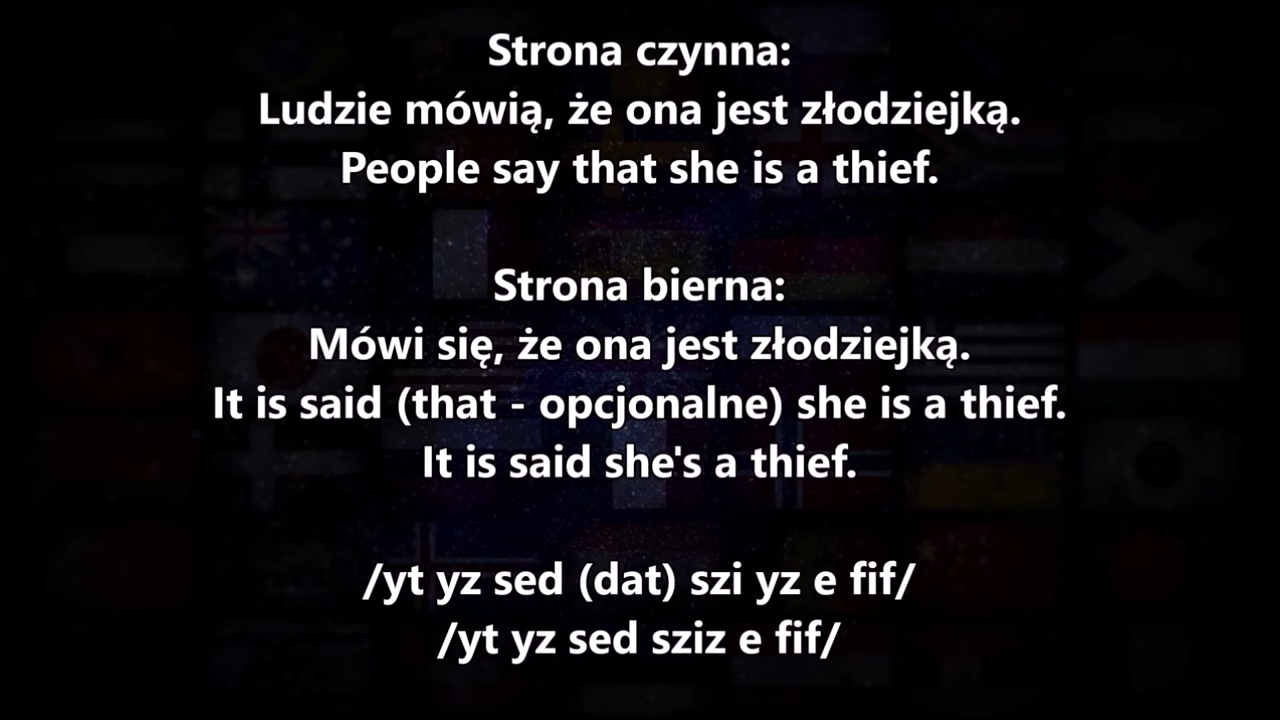 Strona czynna:
Ludzie mówią, że ona jest złodziejką.
People say that she is a thief.
Strona bierna:
Mówi się, że ona jest złodziejką.
It is said (that - opcjonalne) she is a thief.
It is said she's a thief.
/yt yz sed (dat) szi yz e fif/
/yt yz sed sziz e fif/